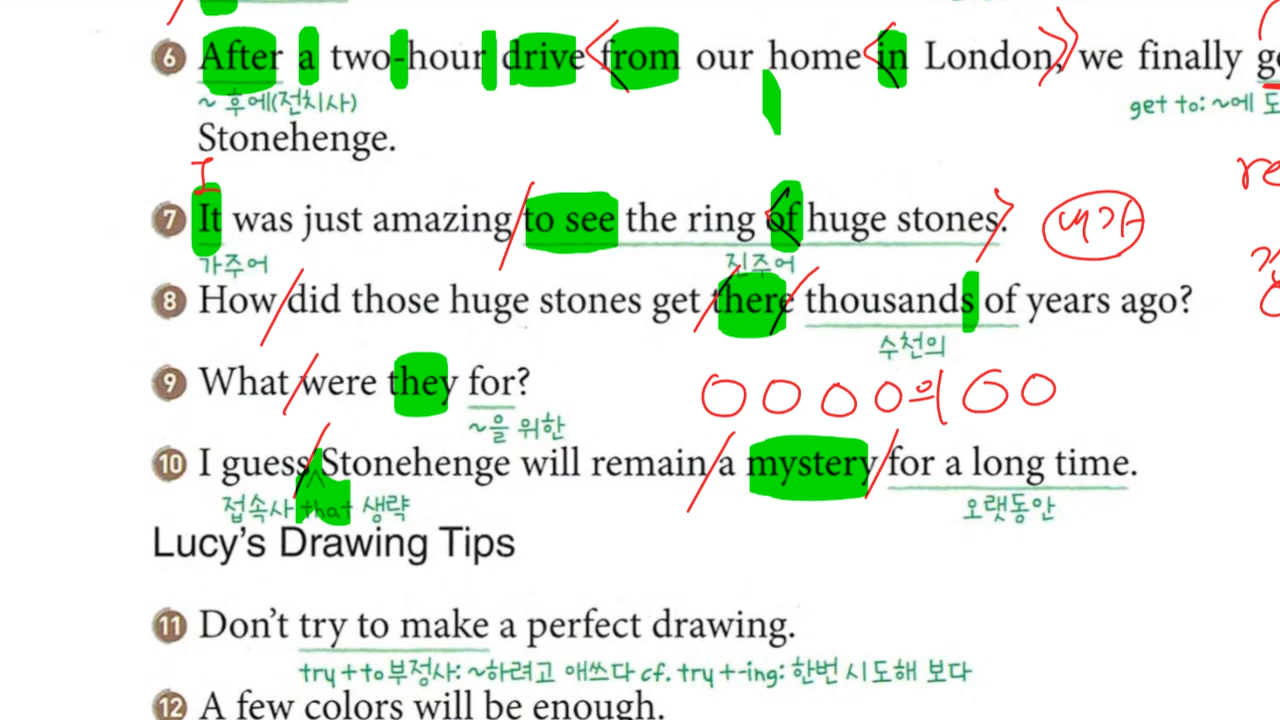 6 After a two-hour drive from our home in London, we finally
~ 후에(전치사)
get to: ~에
Stonehenge.
I
7 It was just amazing to see the ring of huge stones.
내가
가주어
진주어
8 How did those huge stones get there thousands of years ago?
수천의
9 What were they for?
~을 위한
OOOO의 OO
10 I guess Stonehenge will remain a mystery for a long time.
접속사 that 생략
오랫동안
Lucy's Drawing Tips
11 Don't try to make a perfect drawing.
try+to부정사: ~하려고 애쓰다 cf. try+-ing: 한번 시도해 보다
12 A few colors will be enough.